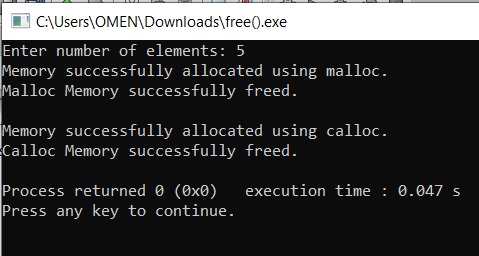 C:\Users\OMEN\Downloads\free().exe
Enter number of elements: 5
Memory successfully allocated using malloc.
Malloc Memory successfully freed.
Memory successfully allocated using calloc.
Calloc Memory successfully freed.
Process returned 0 (0x0)   execution time : 0.047 s
Press any key to continue.